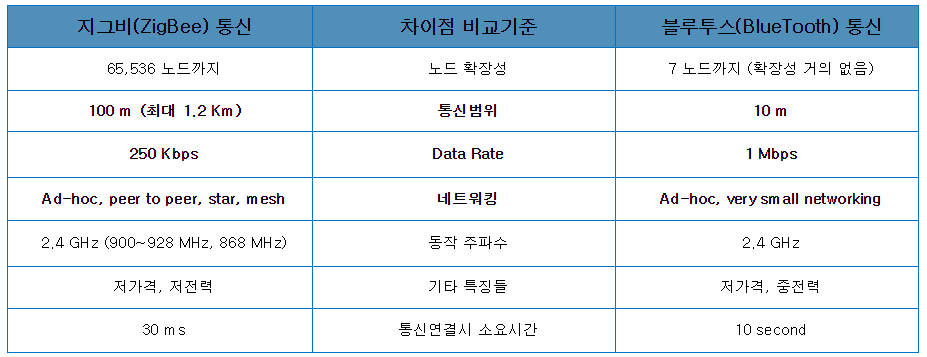 지그비(ZigBee) 통신 차이점 비교기준 블루투스(BlueTooth) 통신
65,536 노드까지 노드 확장성 7 노드까지 (확장성 거의 없음)
100 m (최대 1.2 Km) 통신범위 10 m
250 Kbps Data Rate 1 Mbps
Ad-hoc, peer to peer, star, mesh 네트워킹 Ad-hoc, very small networking
2.4 GHz (900~928 MHz, 868 MHz) 동작 주파수 2.4 GHz
저가격, 저전력 기타 특징들 저가격, 중전력
30 ms 통신연결시 소요시간 10 second